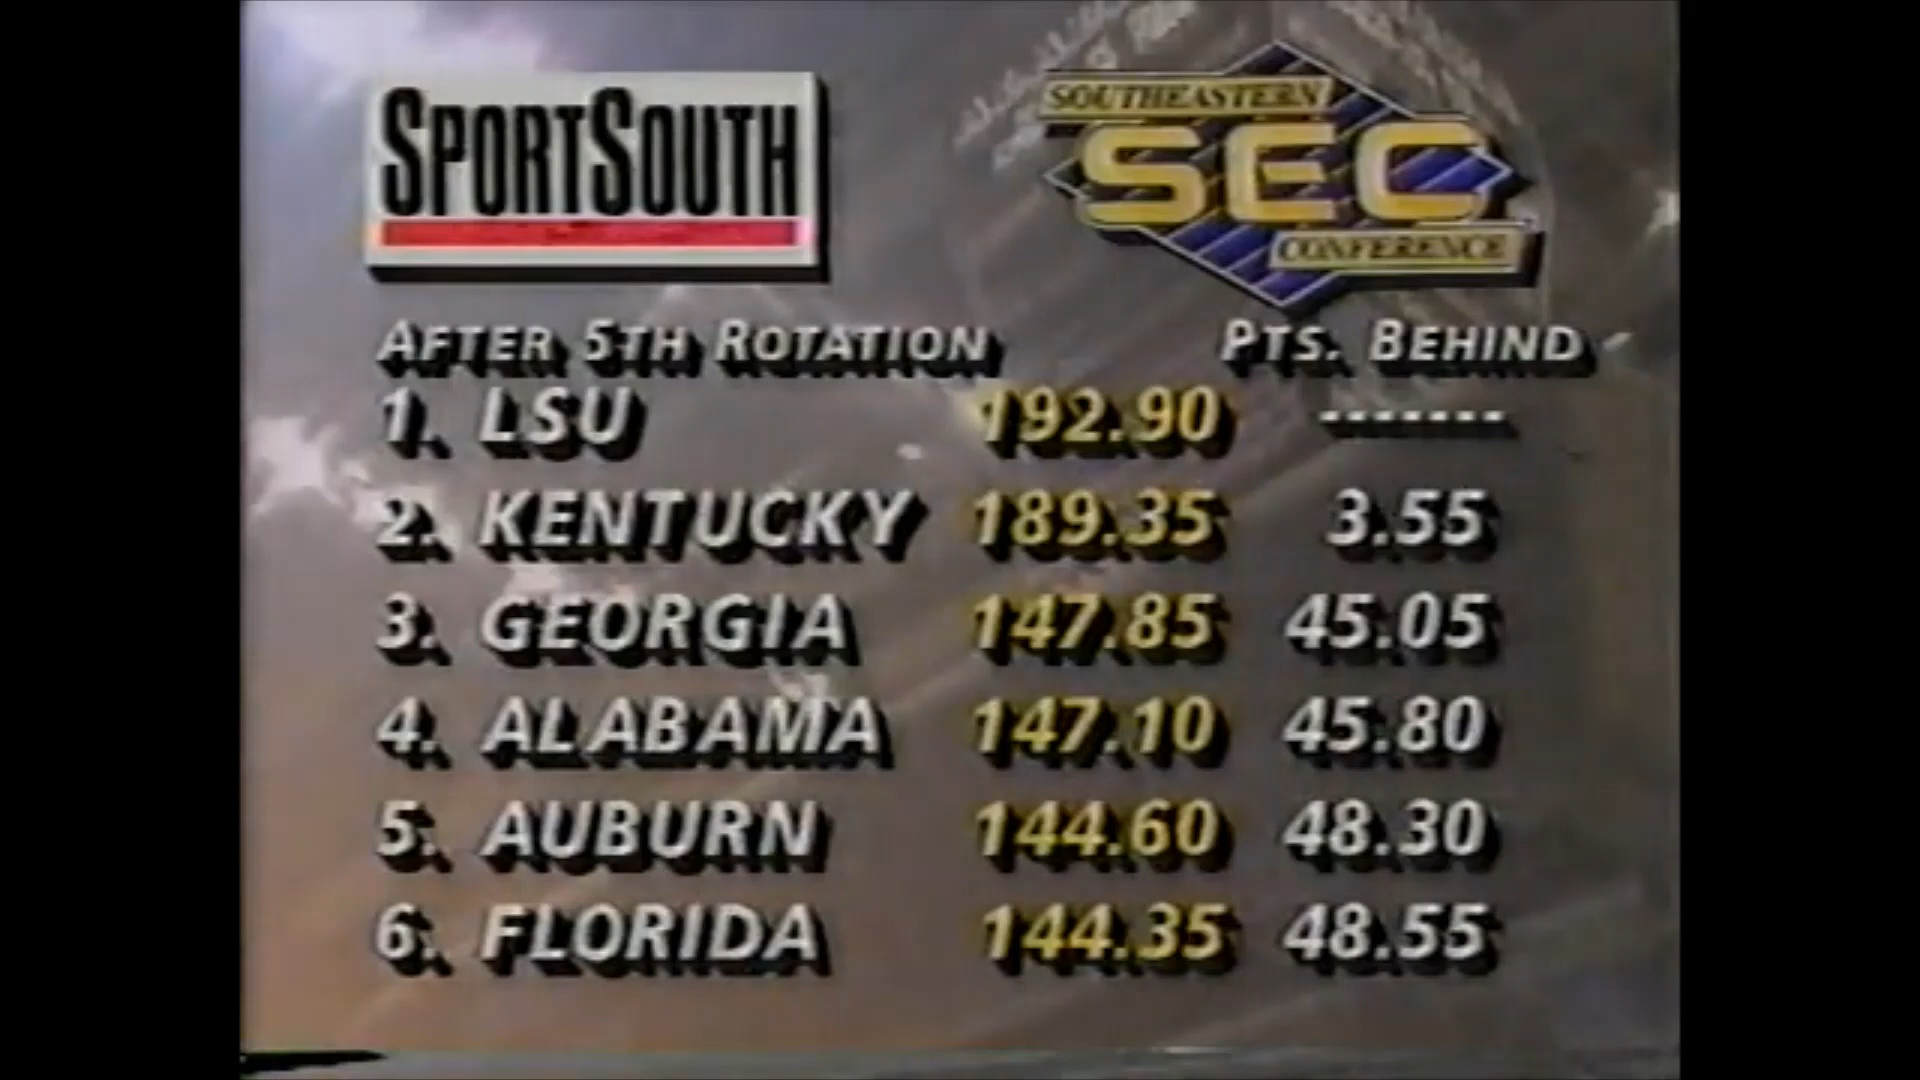 SPORTSOUTH
SOUTHEASTERN
SEC
CONFERENCE
AFTER 5TH ROTATION PTS. BEHIND
1. LSU 192.90 -------
2. KENTUCKY 189.35 3.55
3. GEORGIA 147.85 45.05
4. ALABAMA 147.10 45.80
5. AUBURN 144.60 48.30
6. FLORIDA 144.35 48.55